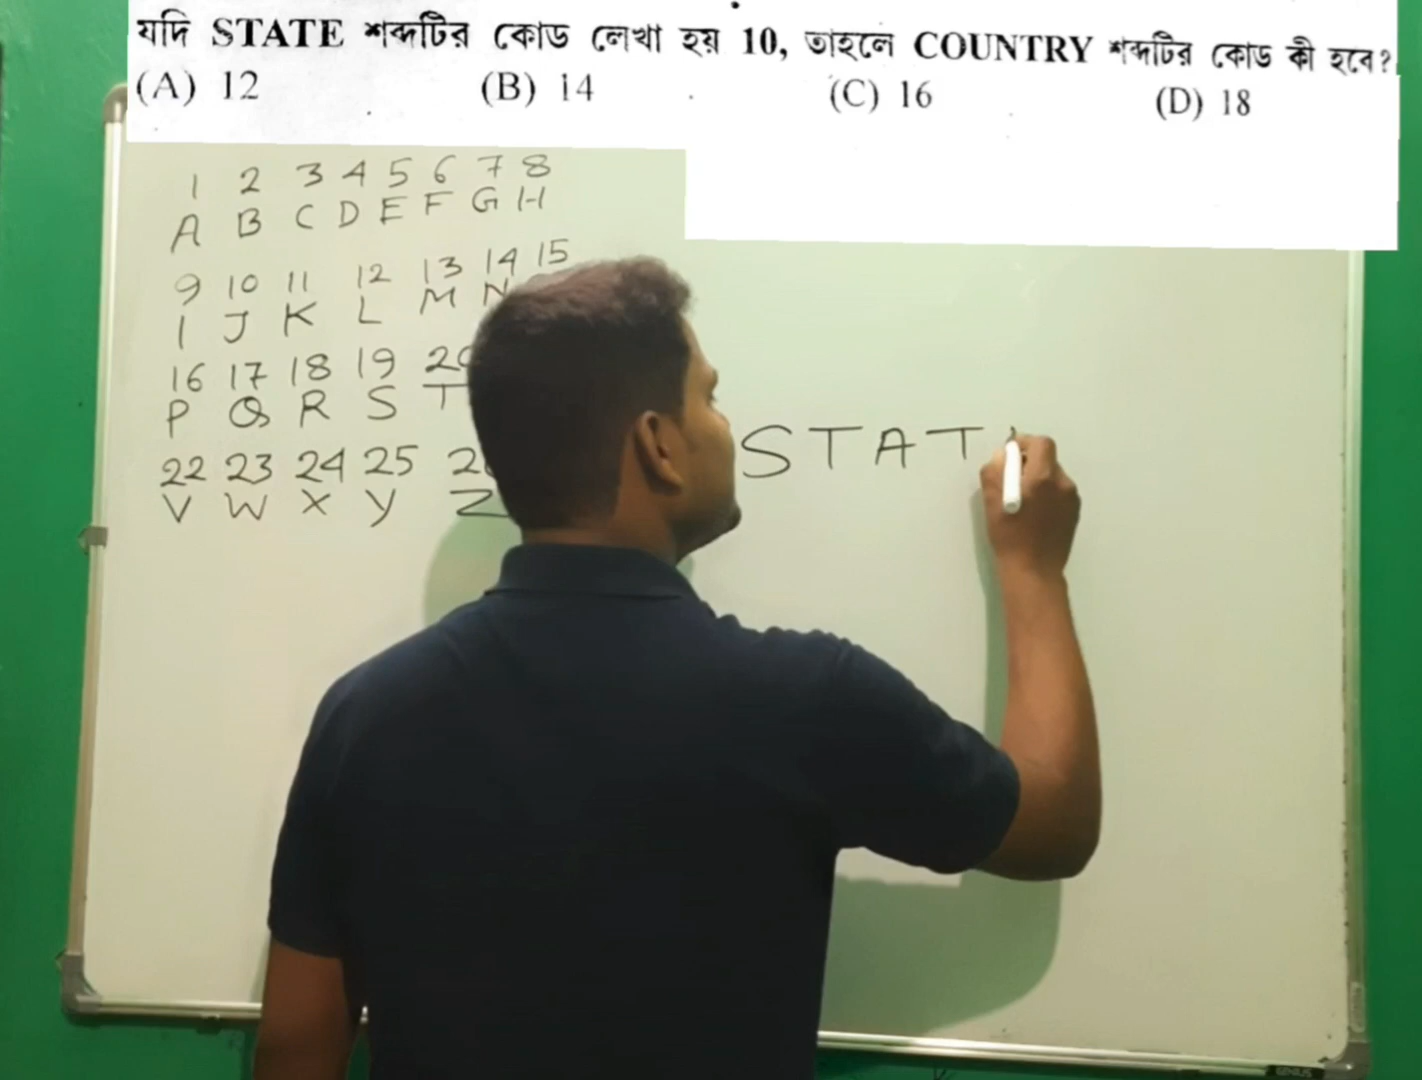 যদি STATE শব্দটির কোড লেখা হয় 10, তাহলে COUNTRY শব্দটির কোড কী হবে?
(A) 12 (B) 14 (C) 16 (D) 18
1 2 3 4 5 6 7 8
A B C D E F G H
9 10 11 12 13 14 15
I J K L M N
16 17 18 19 20
P Q R S T
22 23 24 25
V W X Y Z
STAT